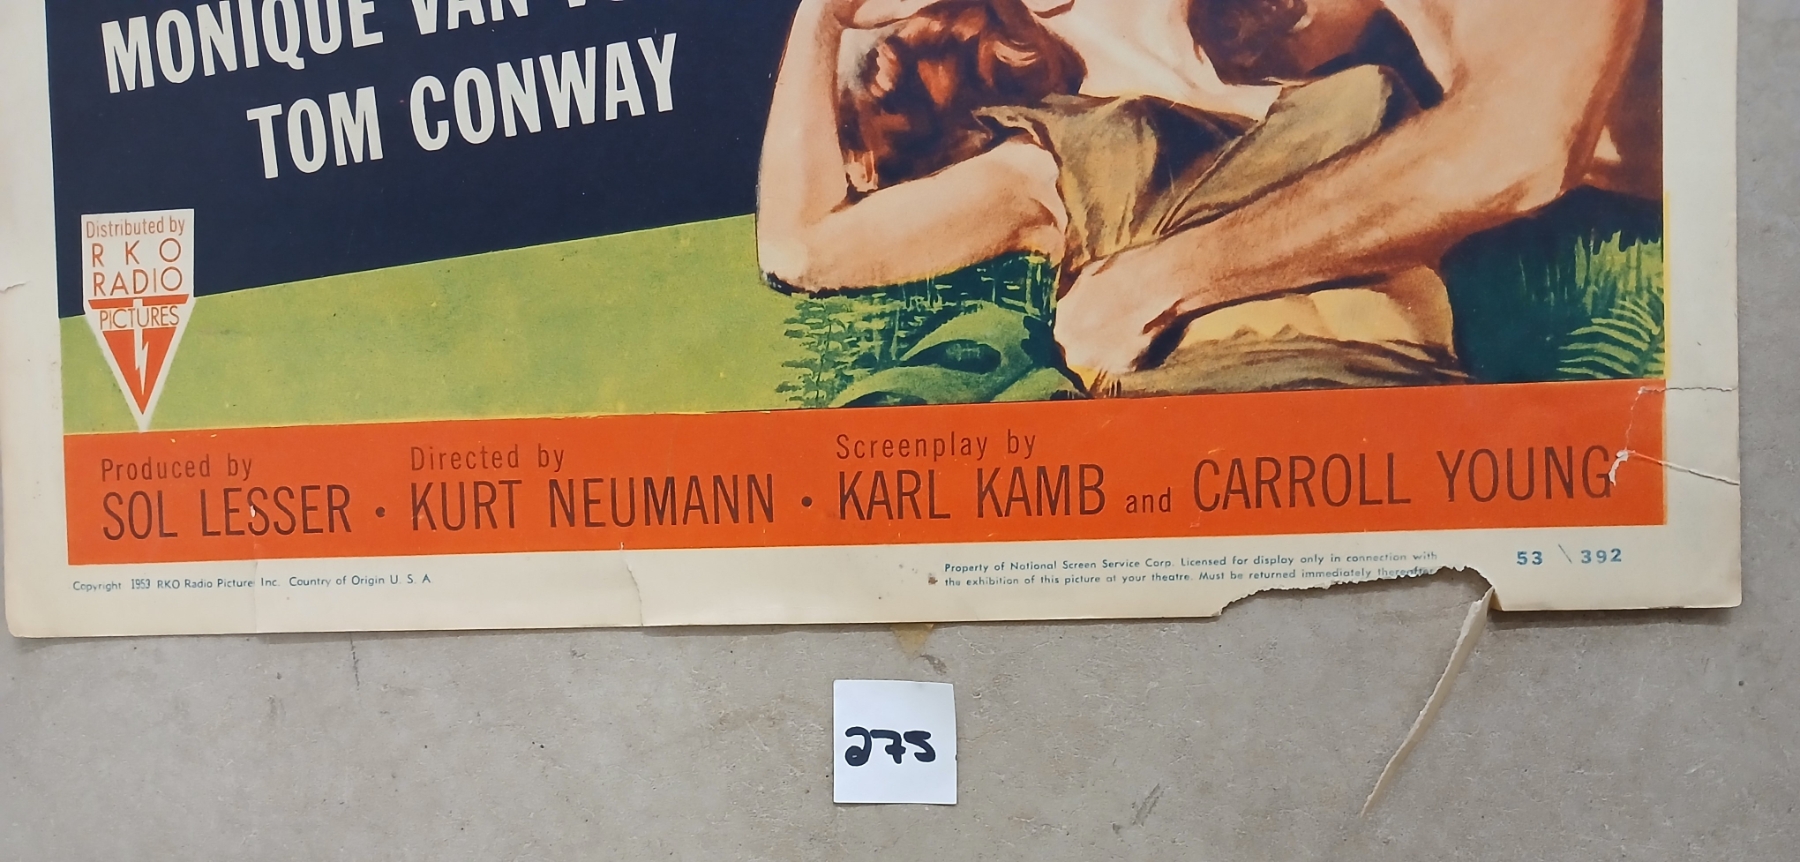 MONIQUE VAN
TOM CONWAY
Distributed by
RKO
RADIO
PICTURES
Produced by
SOL LESSER •
Directed by
KURT NEUMANN •
Screenplay by
KARL KAMB and CARROLL YOUNG
Copyright 1953 RKO Radio Picture Inc. Country of Origin U. S. A.
Property of National Screen Service Corp. Licensed for display only in connection with
the exhibition of this picture at your theatre. Must be returned immediately thereafter
53 \ 392
275